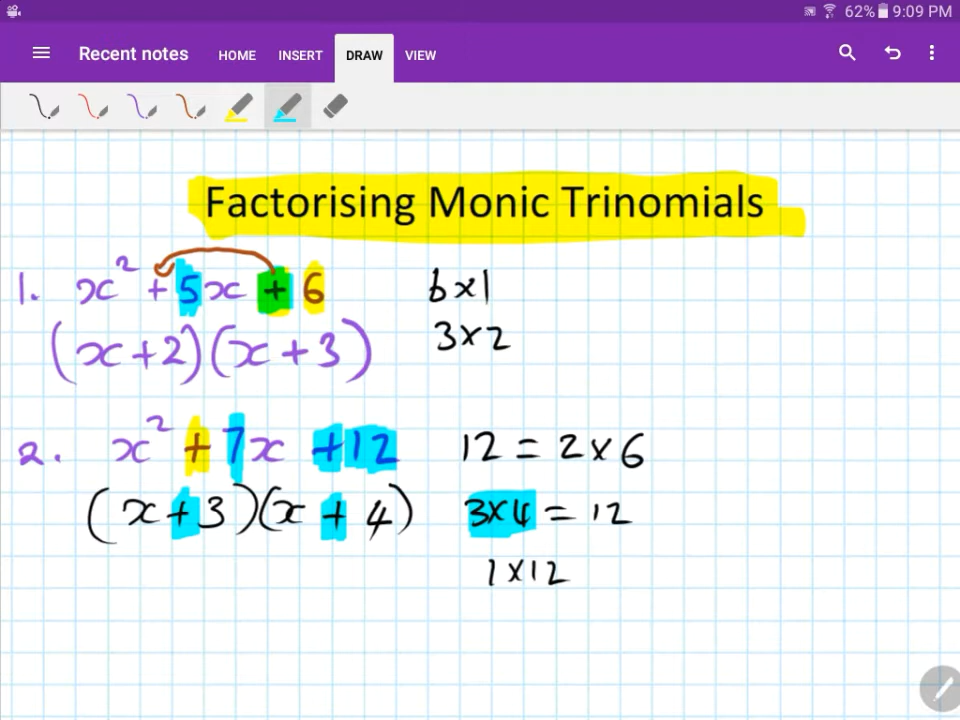 62% 9:09 PM
Recent notes HOME INSERT DRAW VIEW
Factorising Monic Trinomials
1. x² + 5x + 6 6 x 1
(x + 2)(x + 3) 3 x 2
2. x² + 7x + 12 12 = 2 x 6
(x + 3)(x + 4) 3 x 4 = 12
1 x 12